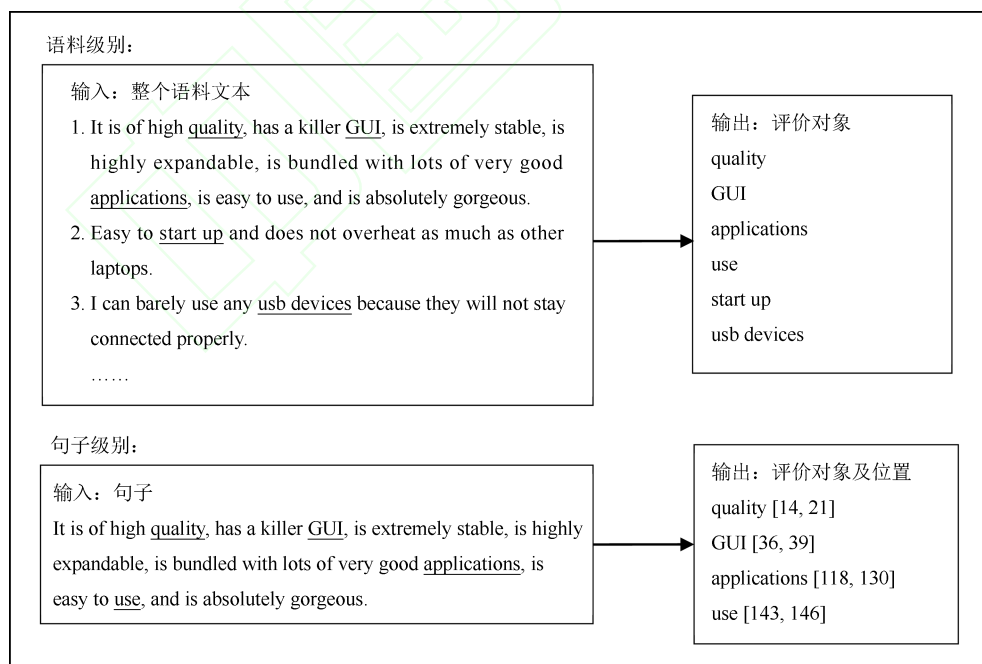 语料级别：
输入：整个语料文本
1. It is of high quality, has a killer GUI, is extremely stable, is
highly expandable, is bundled with lots of very good
applications, is easy to use, and is absolutely gorgeous.
2. Easy to start up and does not overheat as much as other
laptops.
3. I can barely use any usb devices because they will not stay
connected properly.
……
输出：评价对象
quality
GUI
applications
use
start up
usb devices
句子级别：
输入：句子
It is of high quality, has a killer GUI, is extremely stable, is highly
expandable, is bundled with lots of very good applications, is
easy to use, and is absolutely gorgeous.
输出：评价对象及位置
quality [14, 21]
GUI [36, 39]
applications [118, 130]
use [143, 146]